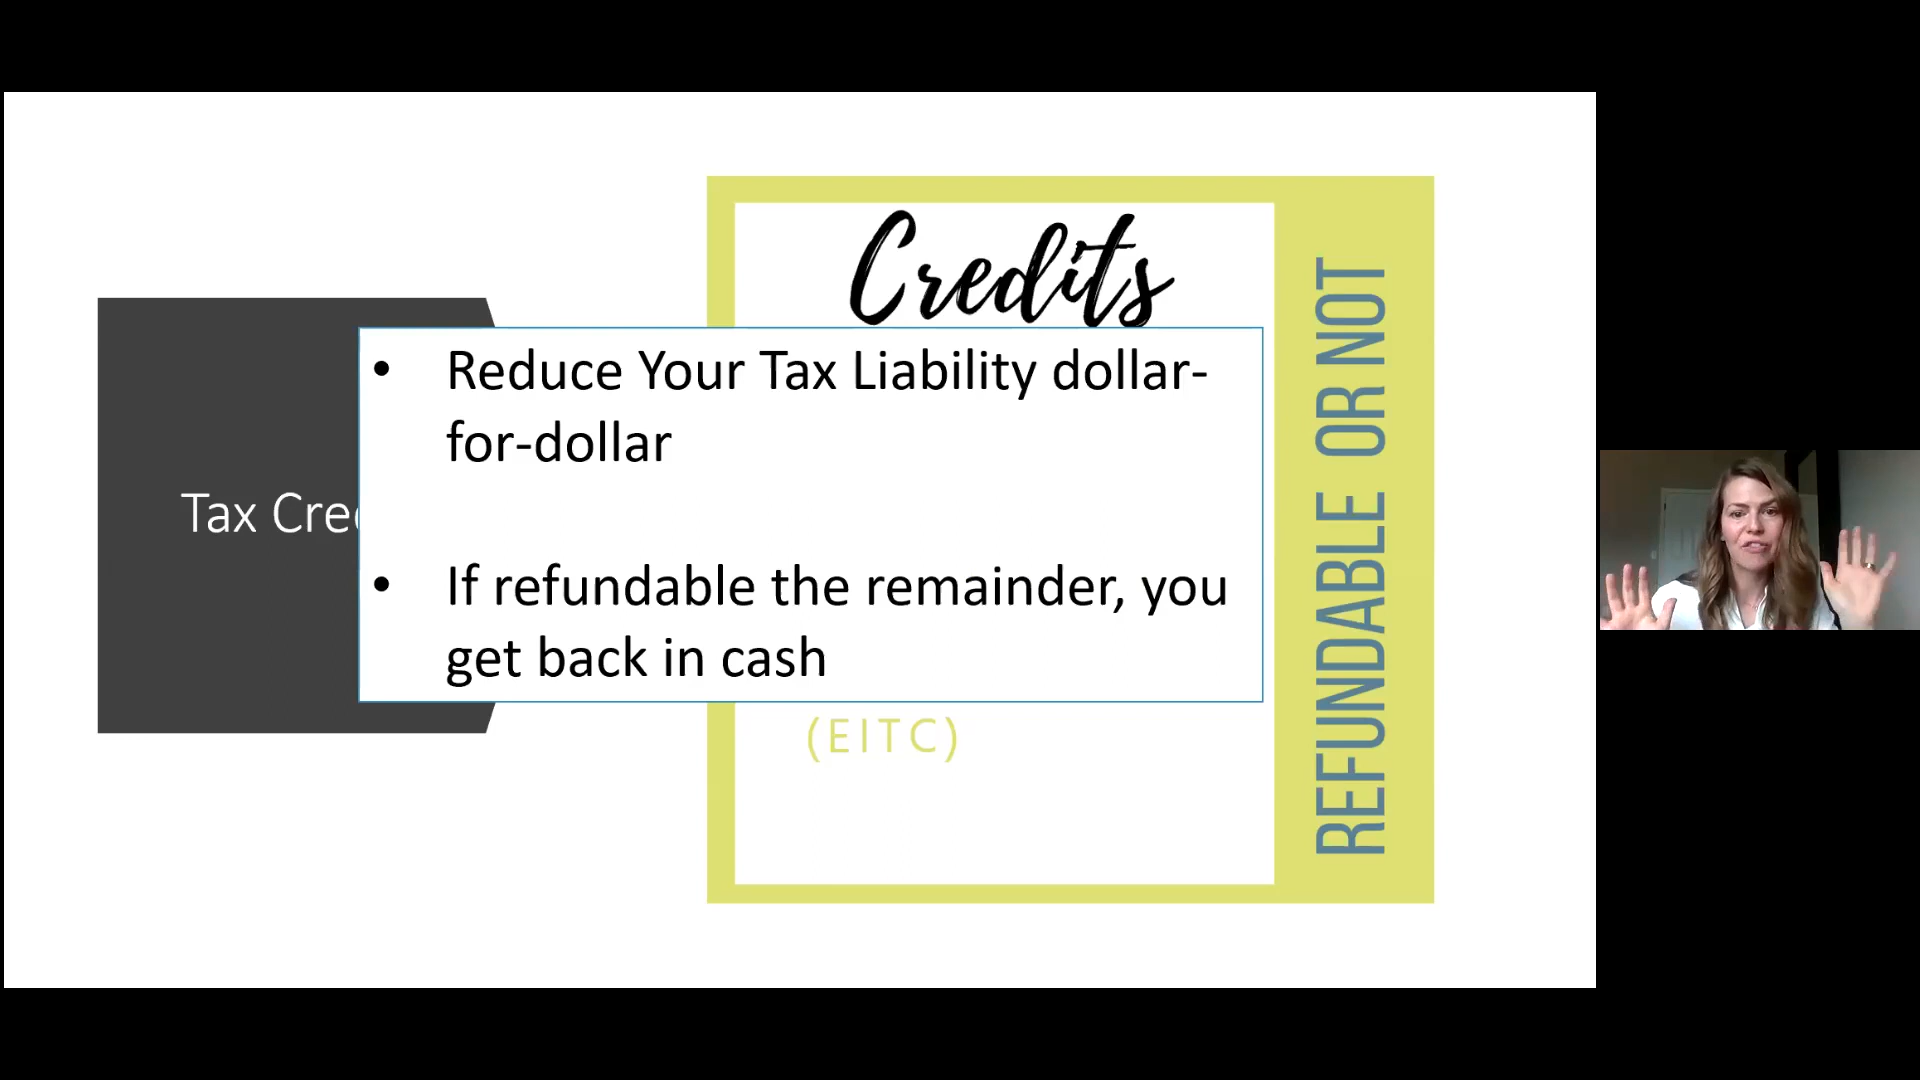 Credits
REFUNDABLE OR NOT
Tax Cre
• Reduce Your Tax Liability dollar-
for-dollar
• If refundable the remainder, you
get back in cash
(EITC)